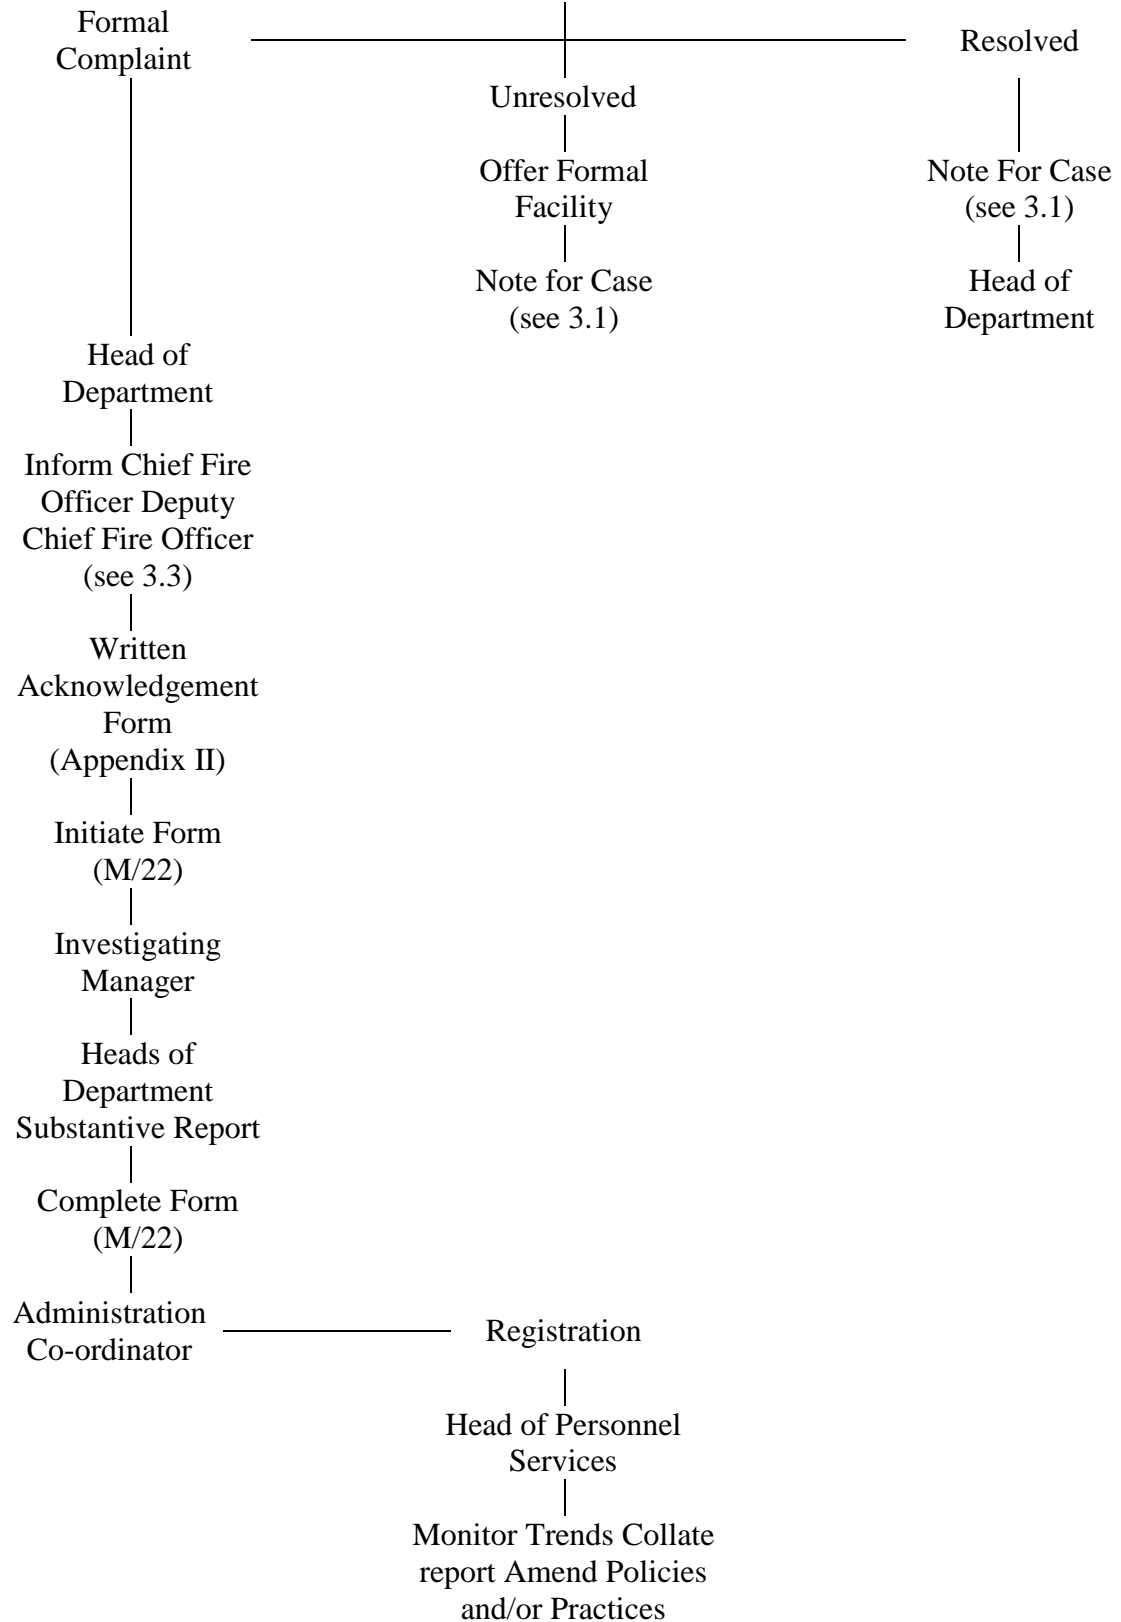 Formal
Complaint
Resolved
Unresolved
Offer Formal
Facility
Note For Case
(see 3.1)
Note for Case
(see 3.1)
Head of
Department
Head of
Department
Inform Chief Fire
Officer Deputy
Chief Fire Officer
(see 3.3)
Written
Acknowledgement
Form
(Appendix II)
Initiate Form
(M/22)
Investigating
Manager
Heads of
Department
Substantive Report
Complete Form
(M/22)
Administration
Co-ordinator
Registration
Head of Personnel
Services
Monitor Trends Collate
report Amend Policies
and/or Practices